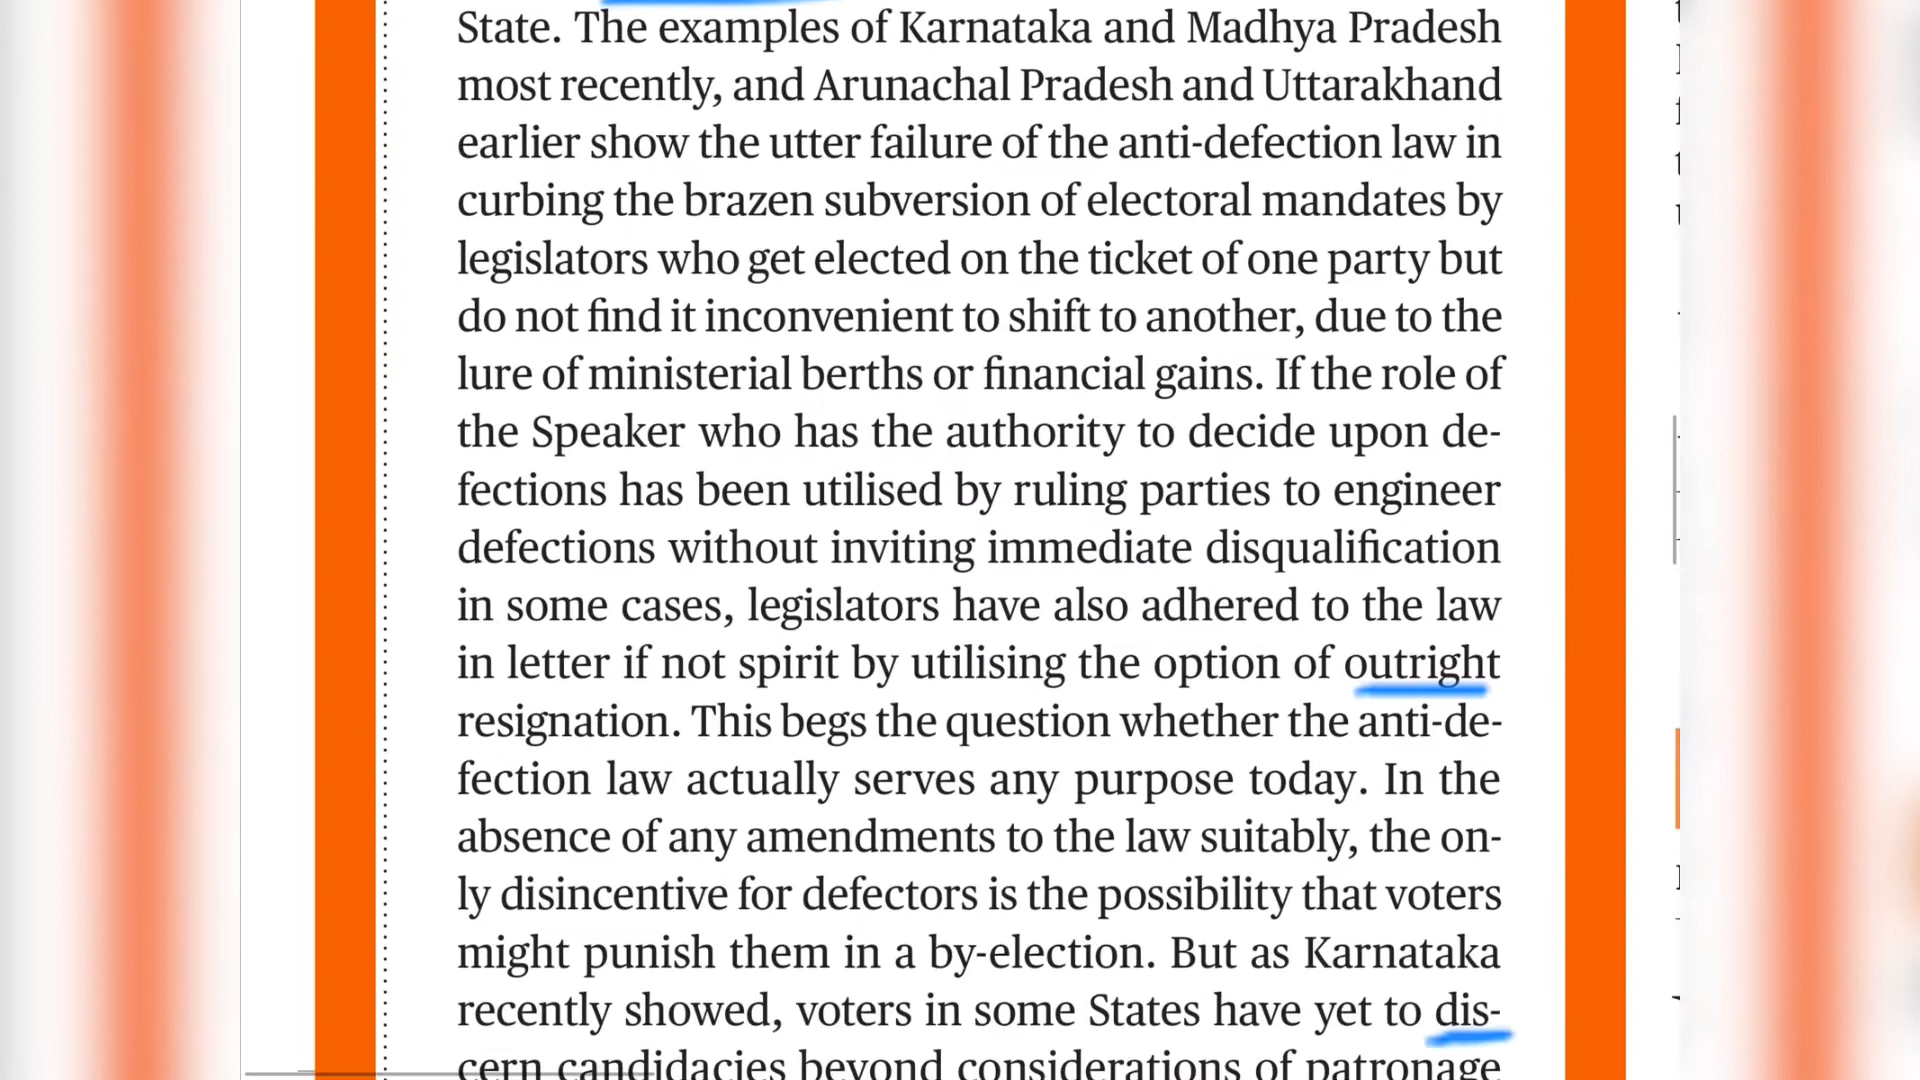 State. The examples of Karnataka and Madhya Pradesh
most recently, and Arunachal Pradesh and Uttarakhand
earlier show the utter failure of the anti-defection law in
curbing the brazen subversion of electoral mandates by
legislators who get elected on the ticket of one party but
do not find it inconvenient to shift to another, due to the
lure of ministerial berths or financial gains. If the role of
the Speaker who has the authority to decide upon de-
fections has been utilised by ruling parties to engineer
defections without inviting immediate disqualification
in some cases, legislators have also adhered to the law
in letter if not spirit by utilising the option of outright
resignation. This begs the question whether the anti-de-
fection law actually serves any purpose today. In the
absence of any amendments to the law suitably, the on-
ly disincentive for defectors is the possibility that voters
might punish them in a by-election. But as Karnataka
recently showed, voters in some States have yet to dis-
cern candidacies beyond considerations of patronage